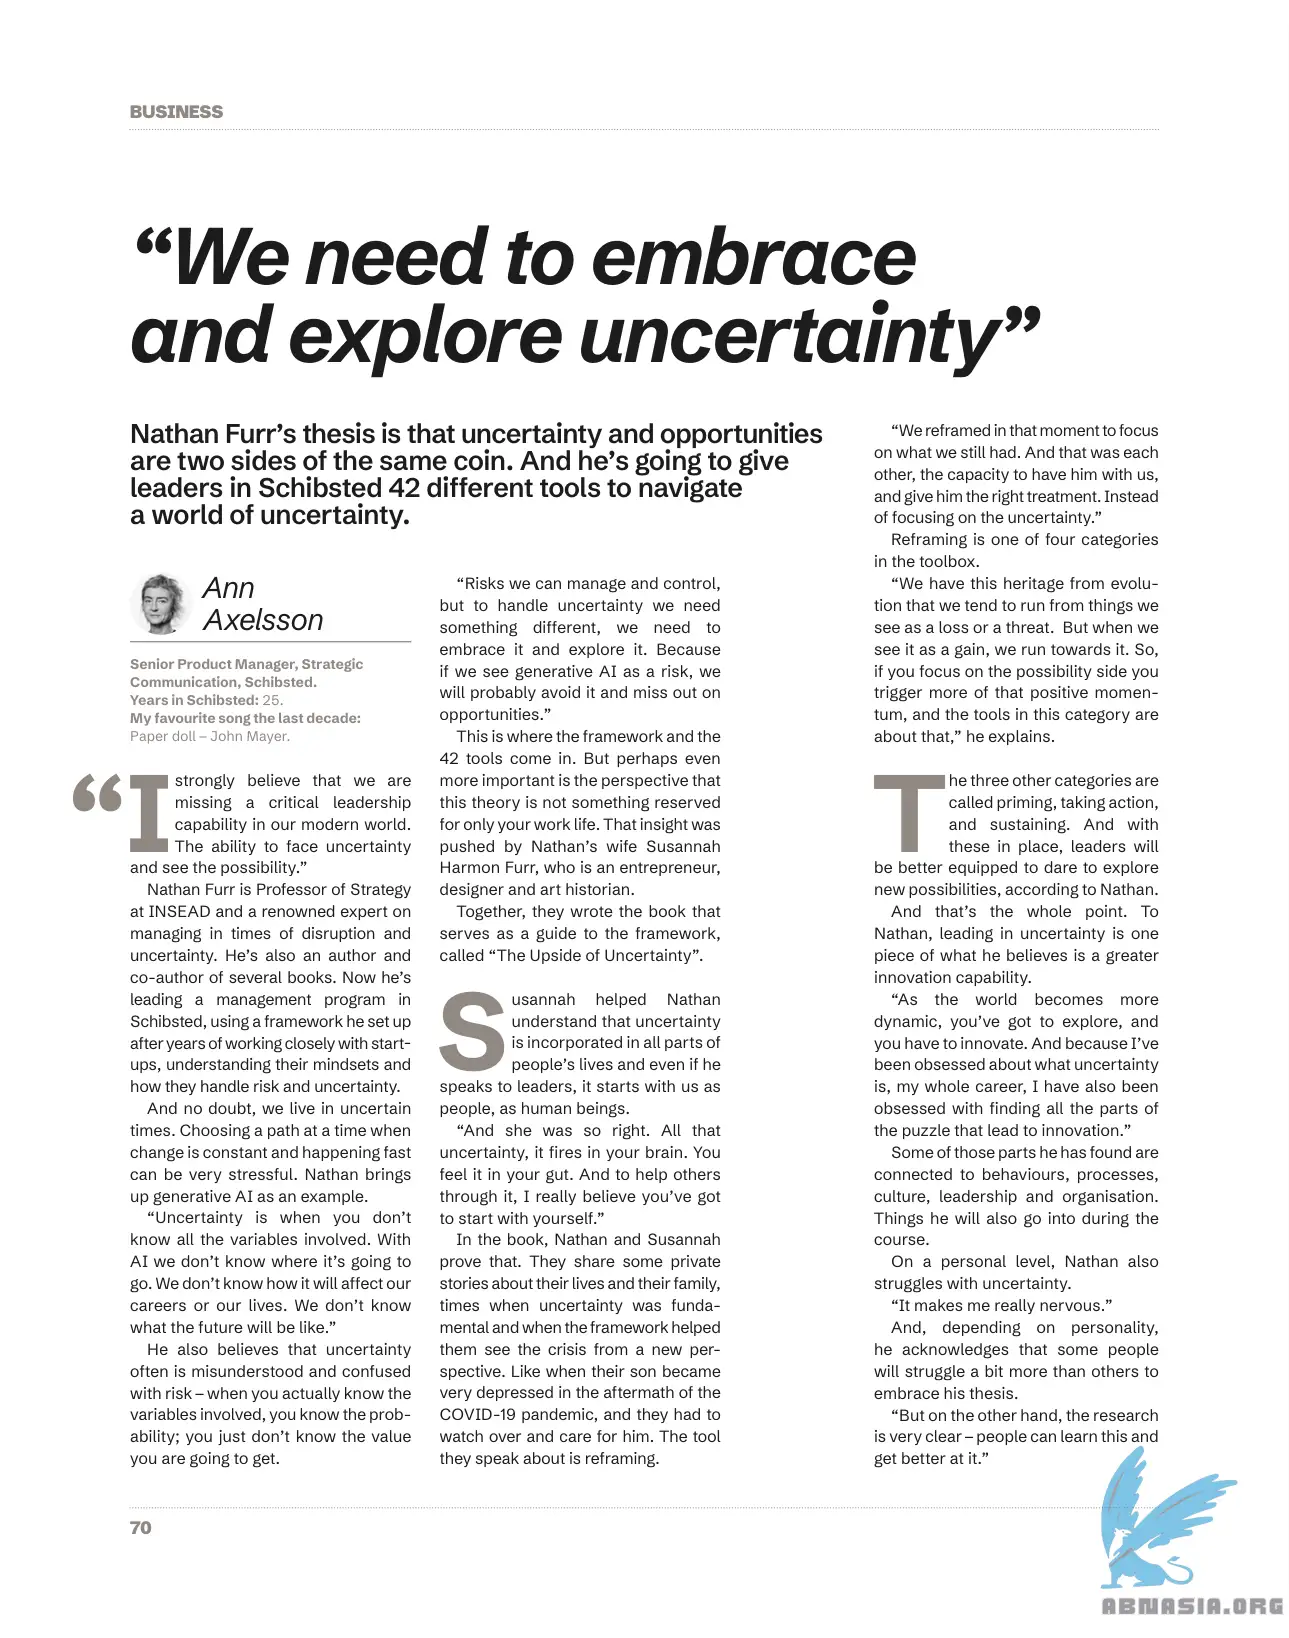 BUSINESS
“We need to embrace
and explore uncertainty”
Nathan Furr’s thesis is that uncertainty and opportunities
are two sides of the same coin. And he’s going to give
leaders in Schibsted 42 different tools to navigate
a world of uncertainty.
Ann
Axelsson
Senior Product Manager, Strategic
Communication, Schibsted.
Years in Schibsted: 25.
My favourite song the last decade:
Paper doll – John Mayer.
“I strongly believe that we are
missing a critical leadership
capability in our modern world.
The ability to face uncertainty
and see the possibility.”
Nathan Furr is Professor of Strategy
at INSEAD and a renowned expert on
managing in times of disruption and
uncertainty. He’s also an author and
co-author of several books. Now he’s
leading a management program in
Schibsted, using a framework he set up
after years of working closely with start-
ups, understanding their mindsets and
how they handle risk and uncertainty.
And no doubt, we live in uncertain
times. Choosing a path at a time when
change is constant and happening fast
can be very stressful. Nathan brings
up generative AI as an example.
“Uncertainty is when you don’t
know all the variables involved. With
AI we don’t know where it’s going to
go. We don’t know how it will affect our
careers or our lives. We don’t know
what the future will be like.”
He also believes that uncertainty
often is misunderstood and confused
with risk – when you actually know the
variables involved, you know the prob-
ability; you just don’t know the value
you are going to get.
“Risks we can manage and control,
but to handle uncertainty we need
something different, we need to
embrace it and explore it. Because
if we see generative AI as a risk, we
will probably avoid it and miss out on
opportunities.”
This is where the framework and the
42 tools come in. But perhaps even
more important is the perspective that
this theory is not something reserved
for only your work life. That insight was
pushed by Nathan’s wife Susannah
Harmon Furr, who is an entrepreneur,
designer and art historian.
Together, they wrote the book that
serves as a guide to the framework,
called “The Upside of Uncertainty”.
Susannah helped Nathan
understand that uncertainty
is incorporated in all parts of
people’s lives and even if he
speaks to leaders, it starts with us as
people, as human beings.
“And she was so right. All that
uncertainty, it fires in your brain. You
feel it in your gut. And to help others
through it, I really believe you’ve got
to start with yourself.”
In the book, Nathan and Susannah
prove that. They share some private
stories about their lives and their family,
times when uncertainty was funda-
mental and when the framework helped
them see the crisis from a new per-
spective. Like when their son became
very depressed in the aftermath of the
COVID-19 pandemic, and they had to
watch over and care for him. The tool
they speak about is reframing.
“We reframed in that moment to focus
on what we still had. And that was each
other, the capacity to have him with us,
and give him the right treatment. Instead
of focusing on the uncertainty.”
Reframing is one of four categories
in the toolbox.
“We have this heritage from evolu-
tion that we tend to run from things we
see as a loss or a threat. But when we
see it as a gain, we run towards it. So,
if you focus on the possibility side you
trigger more of that positive momen-
tum, and the tools in this category are
about that,” he explains.
The three other categories are
called priming, taking action,
and sustaining. And with
these in place, leaders will
be better equipped to dare to explore
new possibilities, according to Nathan.
And that’s the whole point. To
Nathan, leading in uncertainty is one
piece of what he believes is a greater
innovation capability.
“As the world becomes more
dynamic, you’ve got to explore, and
you have to innovate. And because I’ve
been obsessed about what uncertainty
is, my whole career, I have also been
obsessed with finding all the parts of
the puzzle that lead to innovation.”
Some of those parts he has found are
connected to behaviours, processes,
culture, leadership and organisation.
Things he will also go into during the
course.
On a personal level, Nathan also
struggles with uncertainty.
“It makes me really nervous.”
And, depending on personality,
he acknowledges that some people
will struggle a bit more than others to
embrace his thesis.
“But on the other hand, the research
is very clear – people can learn this and
get better at it.”
70
ABNASIA.ORG